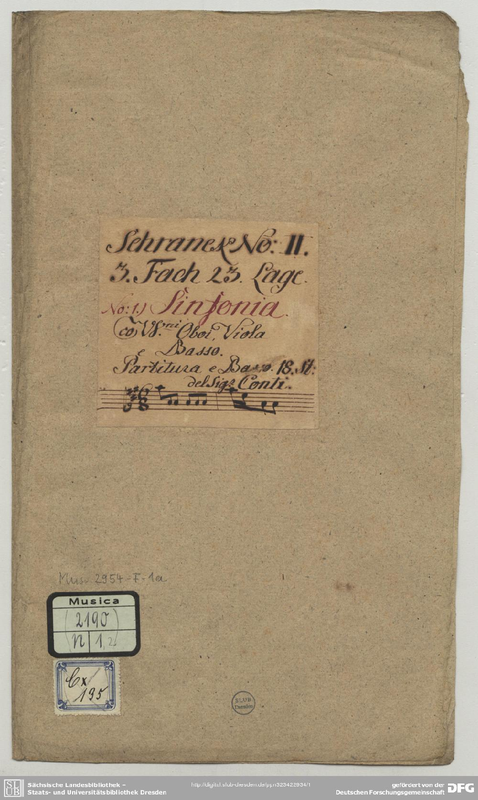 Schranck No: II.
3. Fach 23. Lage.
No: 1.) Sinfonia.
co VV.ni Oboi, Viola
e Basso.
Partitura e Basso. 18. St:
del Sigr. Conti.
Mus. 2954-F-1a
Musica
(2190)
N 1,
Cx
195
Sächsische Landesbibliothek –
Staats- und Universitätsbibliothek Dresden
gefördert von der
Deutschen Forschungsgemeinschaft
DFG